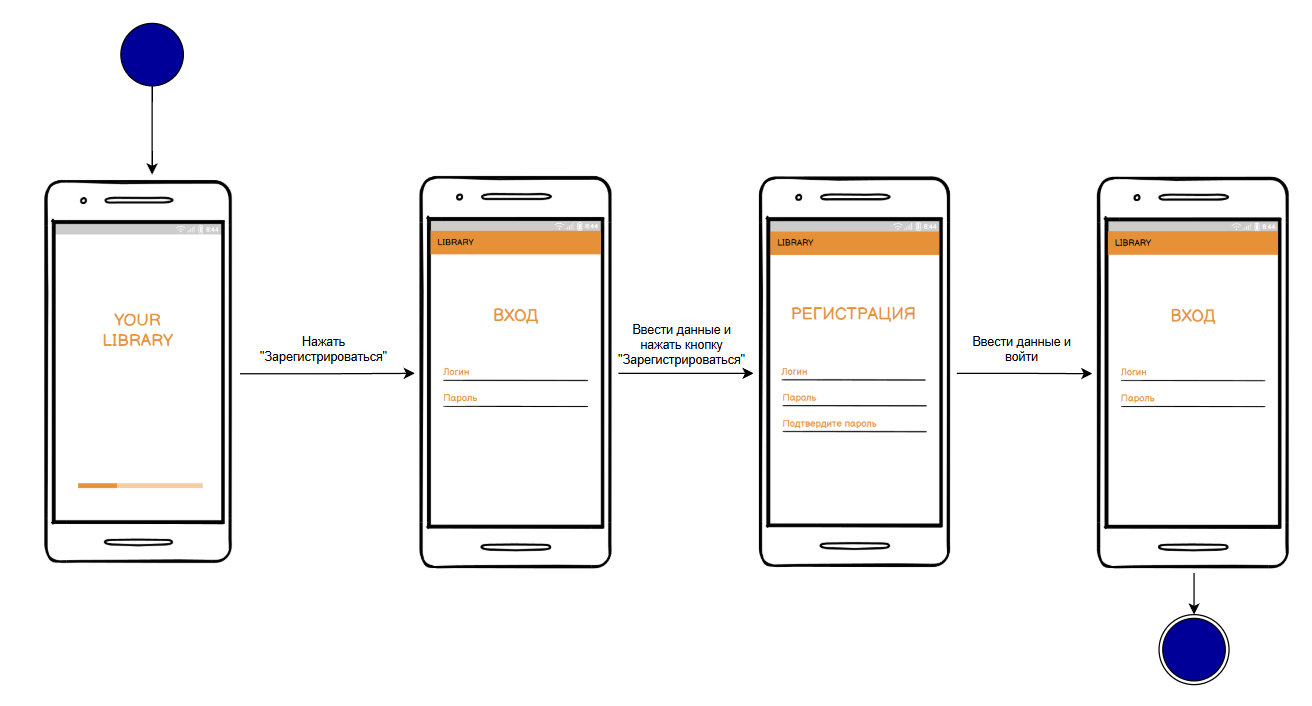 8:44
YOUR
LIBRARY
Нажать
"Зарегистрироваться"
8:44
LIBRARY
ВХОД
Логин
Пароль
Ввести данные и
нажать кнопку
"Зарегистрироваться"
8:44
LIBRARY
РЕГИСТРАЦИЯ
Логин
Пароль
Подтвердите пароль
Ввести данные и
войти
8:44
LIBRARY
ВХОД
Логин
Пароль